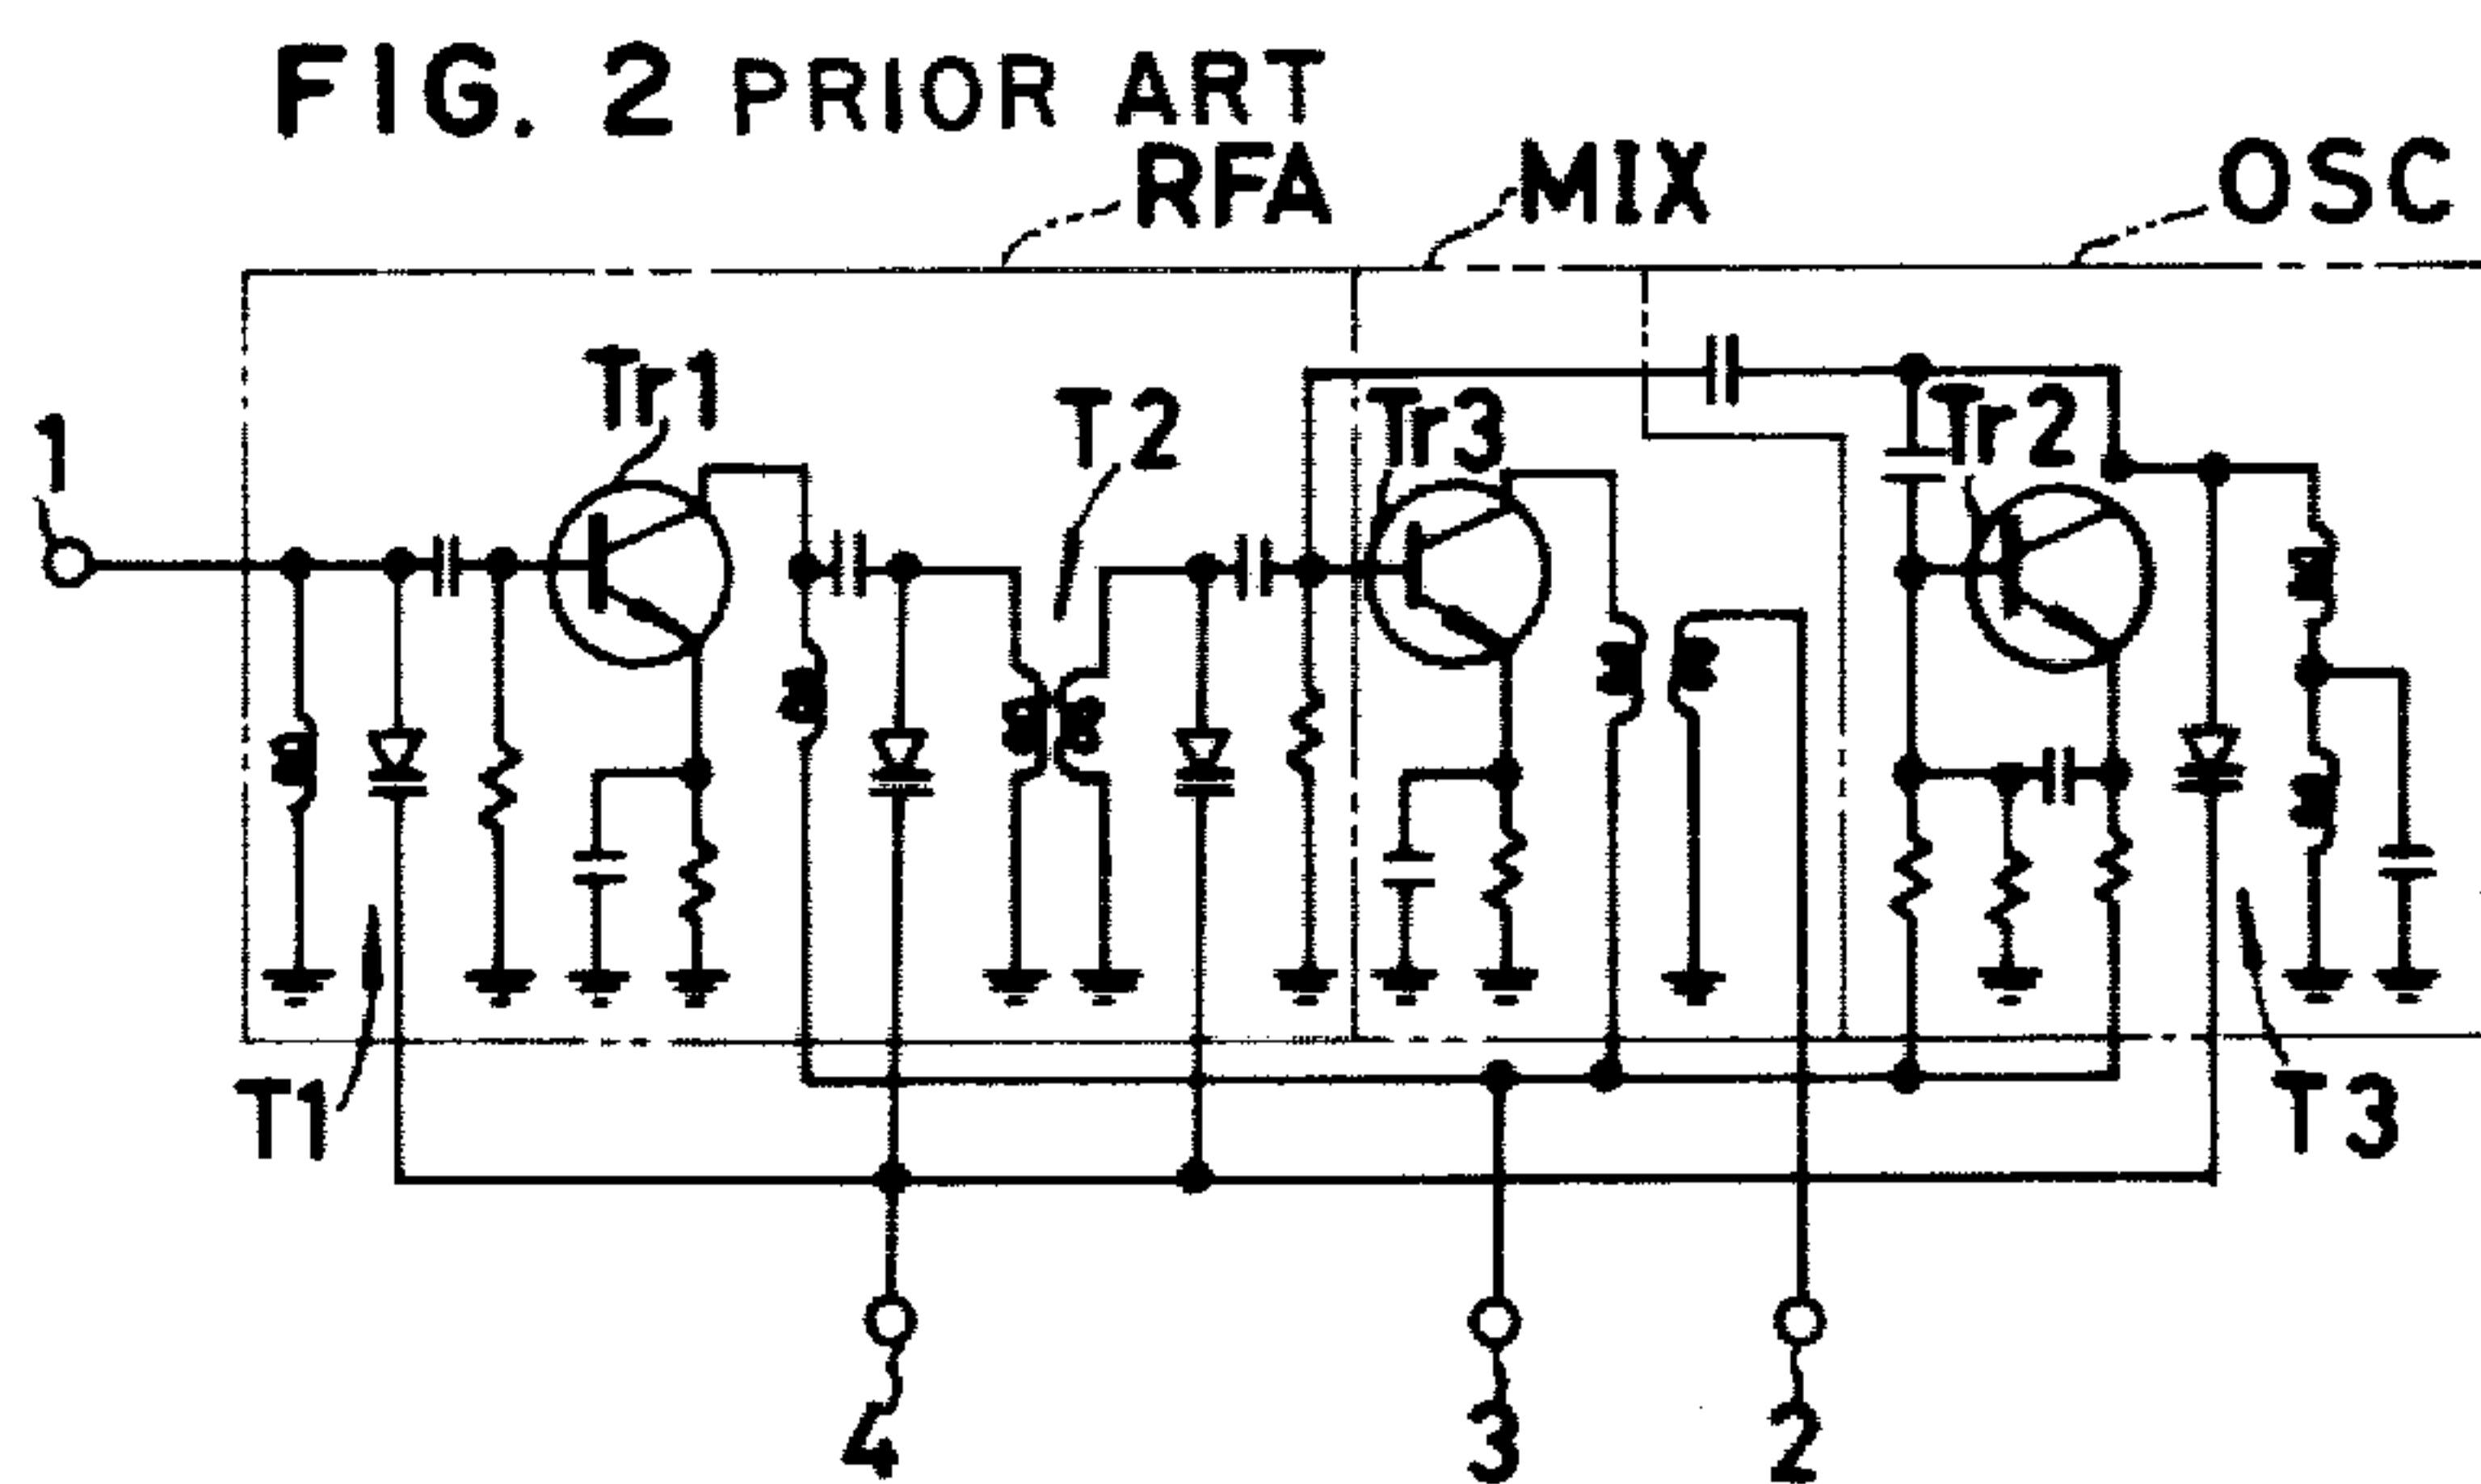 FIG. 2 PRIOR ART
RFA MIX OSC
Tr1
T2 Tr3 Tr2
1
T1 T3
4 3 2